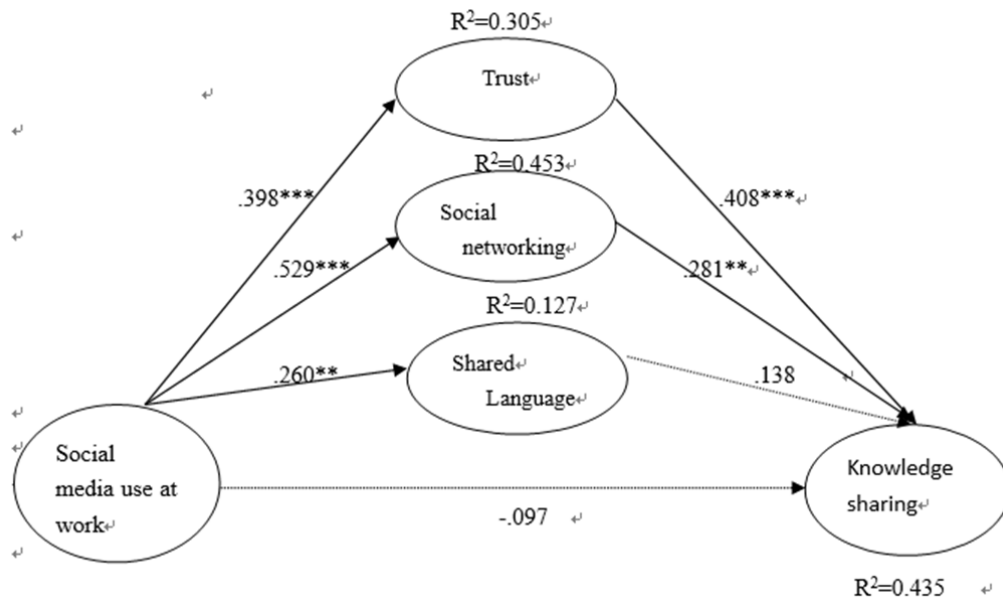 R²=0.305
Trust
R²=0.453
.398***
.408***
Social
networking
.529***
.281**
R²=0.127
.260**
Shared
Language
.138
Social
media use at
work
Knowledge
sharing
-.097
R²=0.435